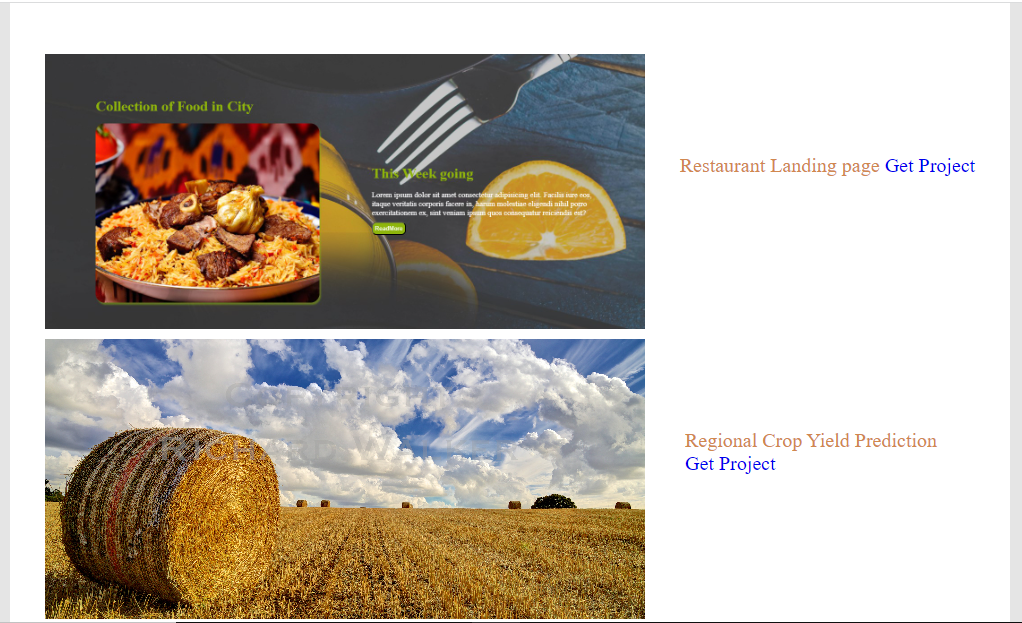 Collection of Food in City
This Week going
Lorem ipsum dolor sit amet consectetur adipisicing elit. Facilis iure eos,
itaque veritatis corporis facere in, harum molestiae eligendi nihil porro
exercitationem ex, sint veniam ipsum quos consequatur reiciendis est?
ReadMore
Restaurant Landing page Get Project
Regional Crop Yield Prediction
Get Project